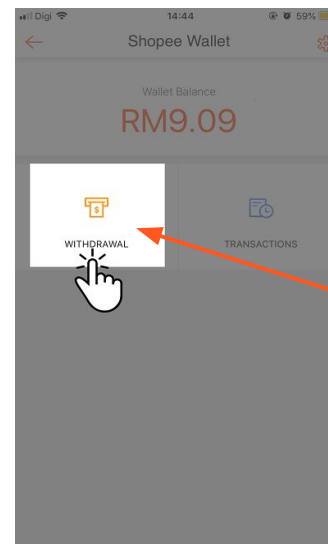 Digi 14:44 59%
Shopee Wallet
Wallet Balance
RM9.09
$
WITHDRAWAL TRANSACTIONS